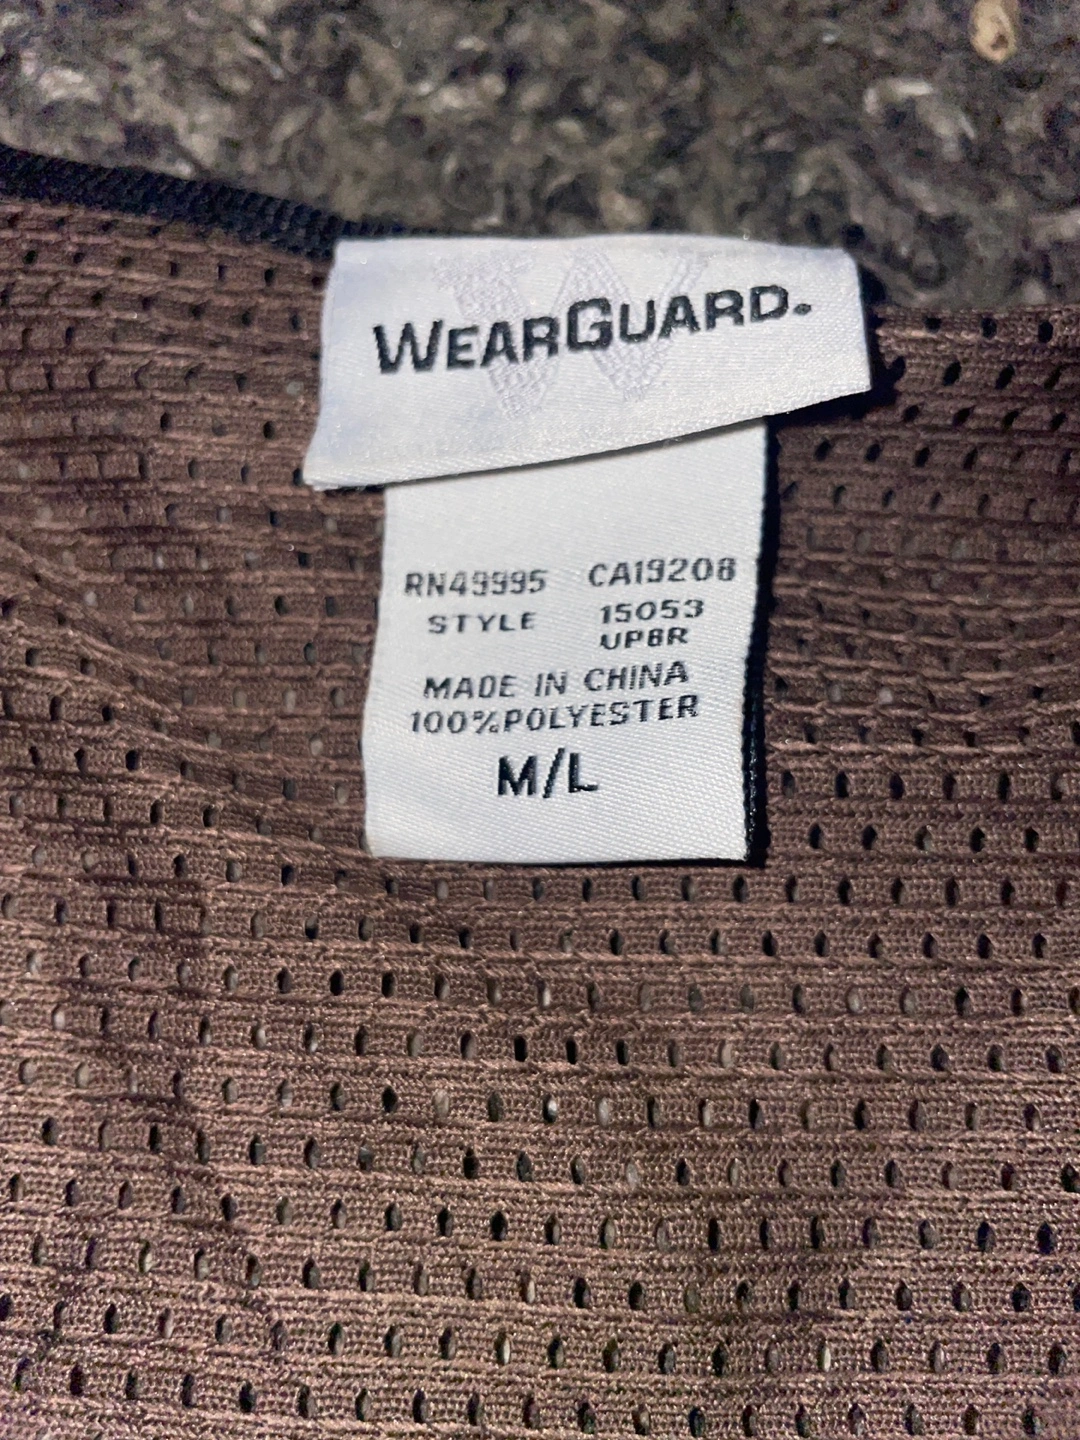 WEARGUARD.
RN49995 CA19208
STYLE 15053
UPBR
MADE IN CHINA
100%POLYESTER
M/L